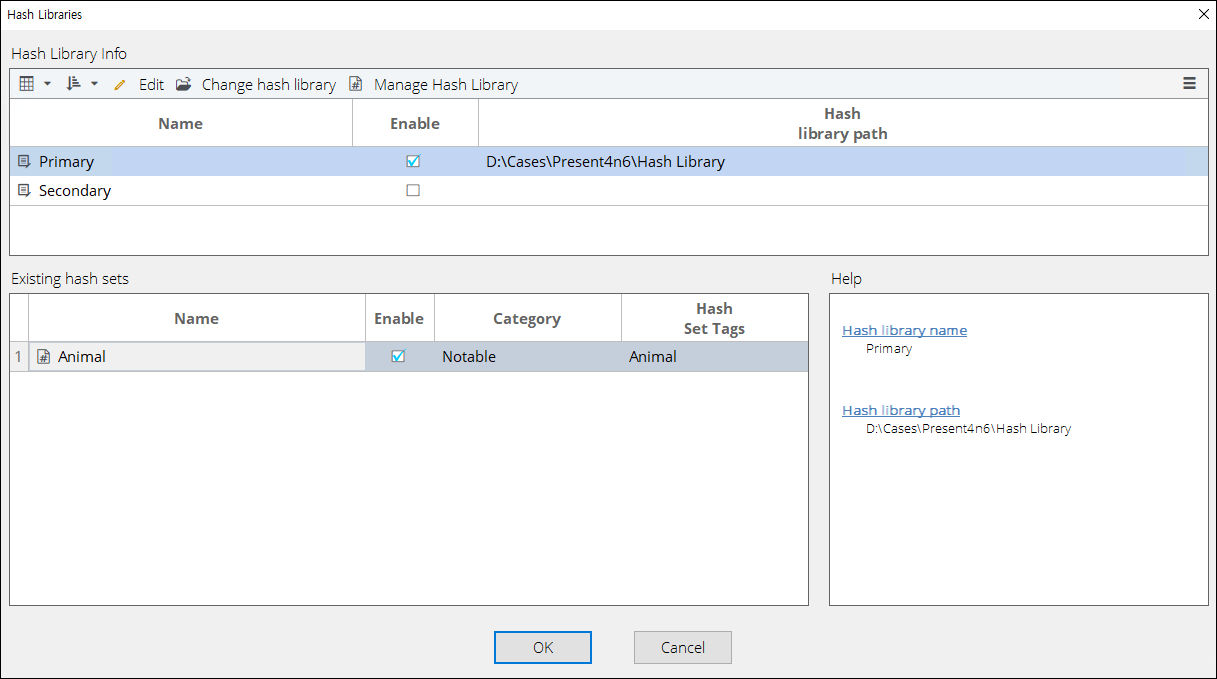 Hash Libraries
Hash Library Info
Edit Change hash library Manage Hash Library
Name Enable Hash
library path
Primary D:\Cases\Present4n6\Hash Library
Secondary
Existing hash sets
Name Enable Category Hash
Set Tags
1 Animal Notable Animal
Help
Hash library name
Primary
Hash library path
D:\Cases\Present4n6\Hash Library
OK Cancel